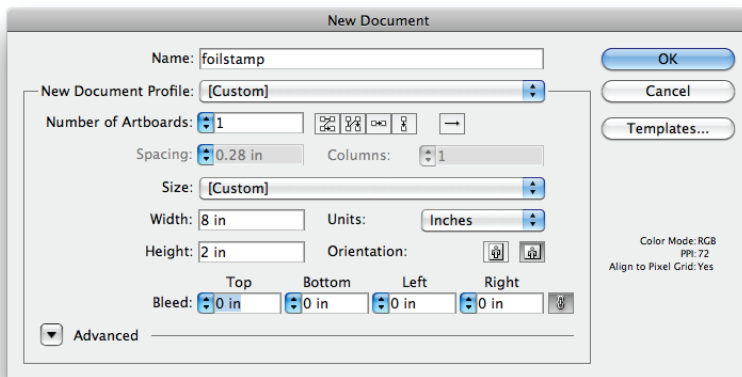 New Document
Name: foilstamp
OK
New Document Profile: [Custom]
Cancel
Number of Artboards: 1
Templates...
Spacing: 0.28 in Columns: 1
Size: [Custom]
Width: 8 in Units: Inches
Height: 2 in Orientation:
Color Mode: RGB
PPI: 72
Align to Pixel Grid: Yes
Top Bottom Left Right
Bleed: 0 in 0 in 0 in 0 in
Advanced